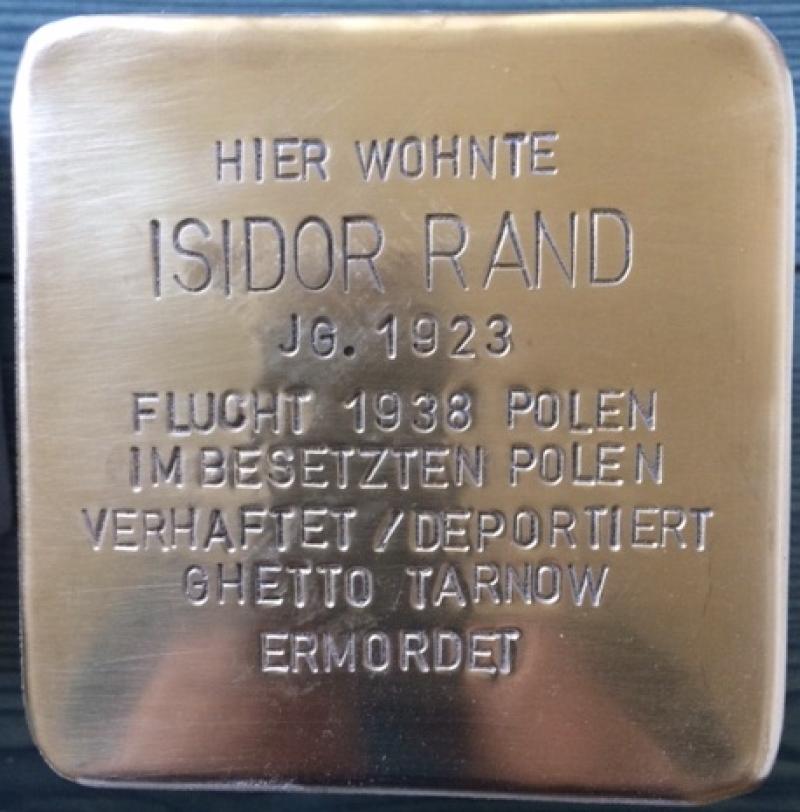 HIER WOHNTE
ISIDOR RAND
JG. 1923
FLUCHT 1938 POLEN
IM BESETZTEN POLEN
VERHAFTET / DEPORTIERT
GHETTO TARNOW
ERMORDET